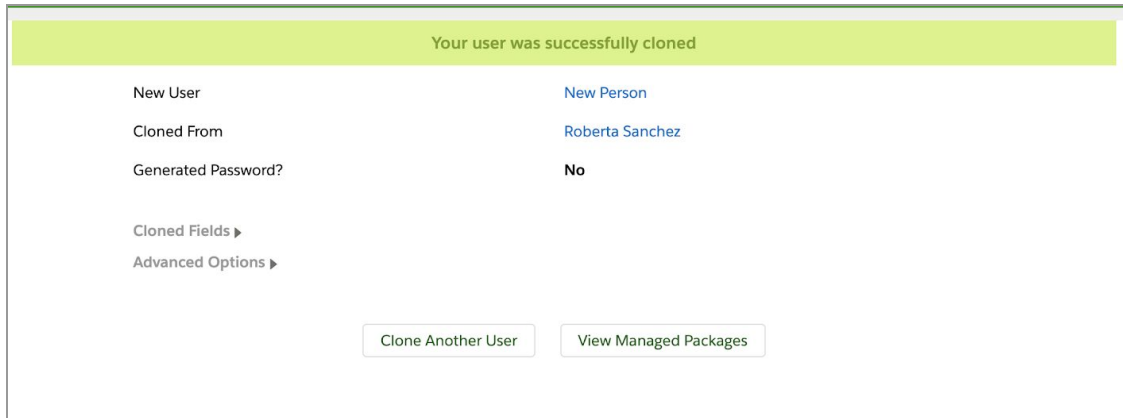 Your user was successfully cloned
New User New Person
Cloned From Roberta Sanchez
Generated Password? No
Cloned Fields
Advanced Options
Clone Another User View Managed Packages